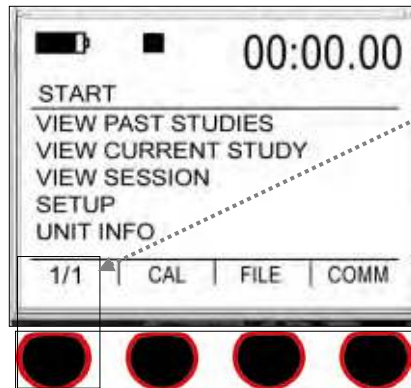 00:00.00
START
VIEW PAST STUDIES
VIEW CURRENT STUDY
VIEW SESSION
SETUP
UNIT INFO
1/1 CAL FILE COMM